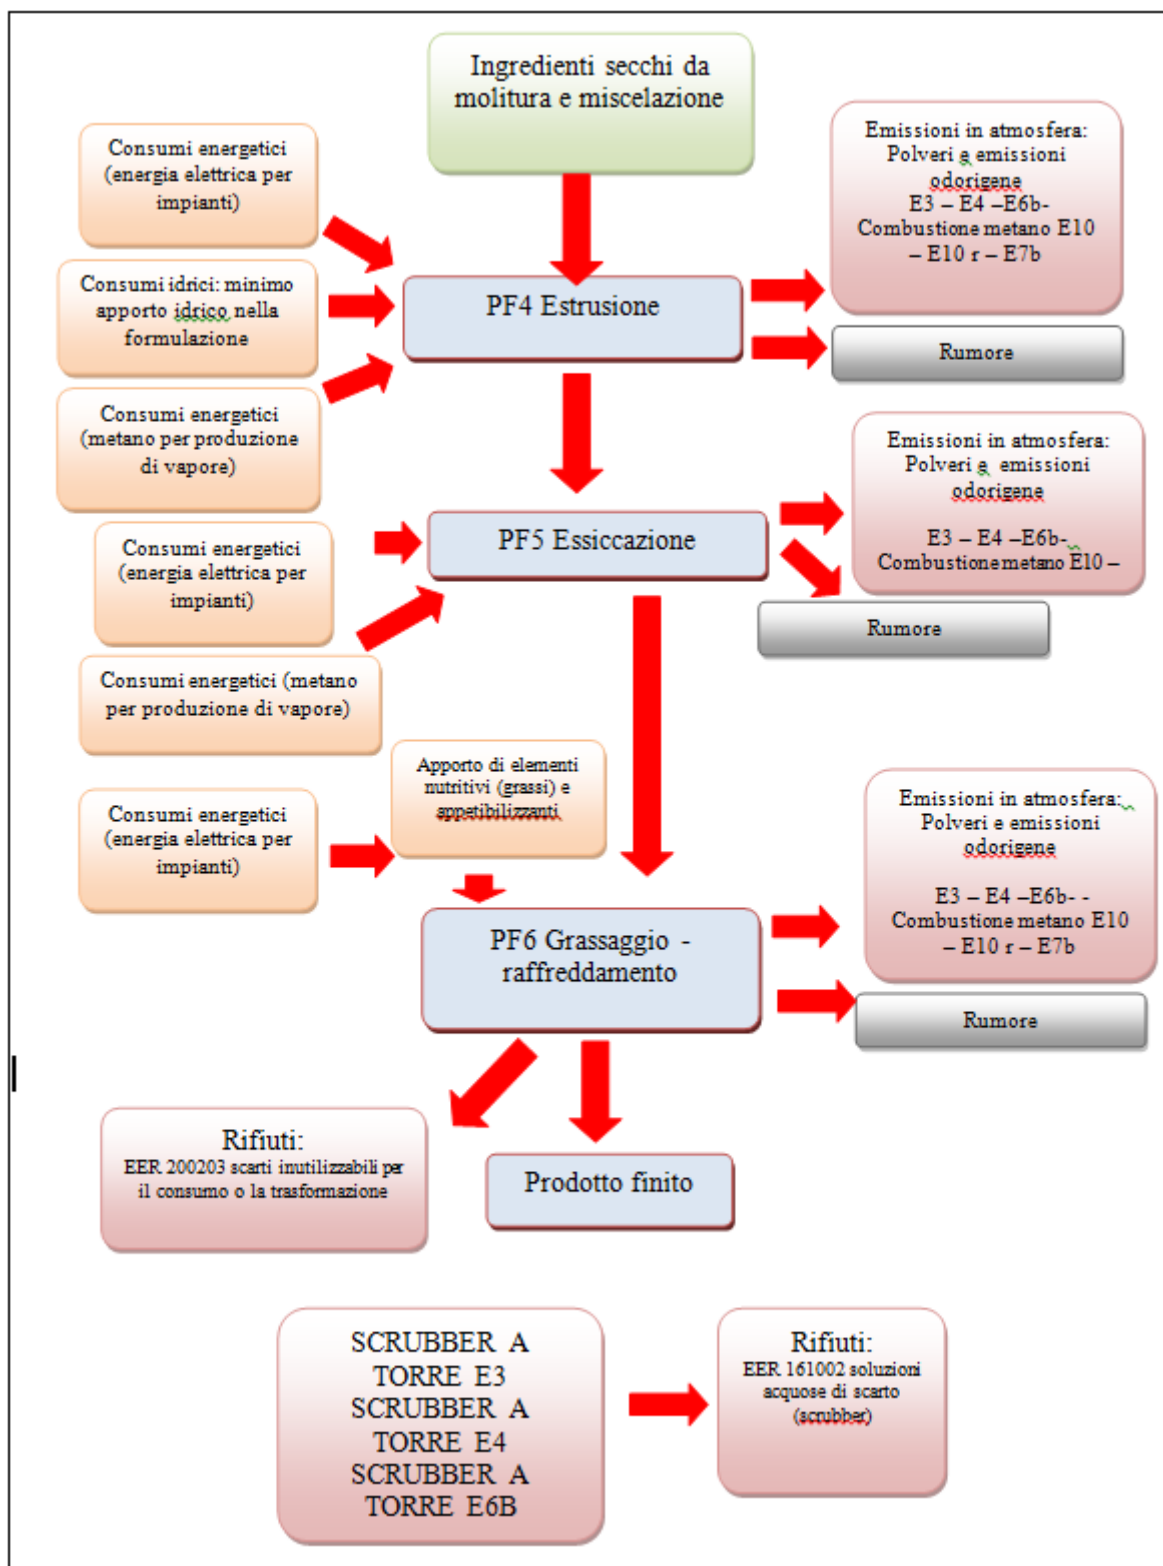 Ingredienti secchi da
molitura e miscelazione
Consumi energetici
(energia elettrica per
impianti)
Emissioni in atmosfera:
Polveri e emissioni
odorigene
E3 – E4 –E6b-
Combustione metano E10
– E10 r – E7b
Consumi idrici: minimo
apporto idrico nella
formulazione
PF4 Estrusione
Rumore
Consumi energetici
(metano per produzione
di vapore)
Emissioni in atmosfera:
Polveri e emissioni
odorigene
E3 – E4 –E6b-
Combustione metano E10 –
Consumi energetici
(energia elettrica per
impianti)
PF5 Essiccazione
Rumore
Consumi energetici (metano
per produzione di vapore)
Apporto di elementi
nutritivi (grassi) e
appetibilizzanti
Consumi energetici
(energia elettrica per
impianti)
Emissioni in atmosfera:
Polveri e emissioni
odorigene
E3 – E4 –E6b- -
Combustione metano E10
– E10 r – E7b
PF6 Grassaggio -
raffreddamento
Rumore
Rifiuti:
EER 200203 scarti inutilizzabili per
il consumo o la trasformazione
Prodotto finito
SCRUBBER A
TORRE E3
SCRUBBER A
TORRE E4
SCRUBBER A
TORRE E6B
Rifiuti:
EER 161002 soluzioni
acquose di scarto
(scrubber)